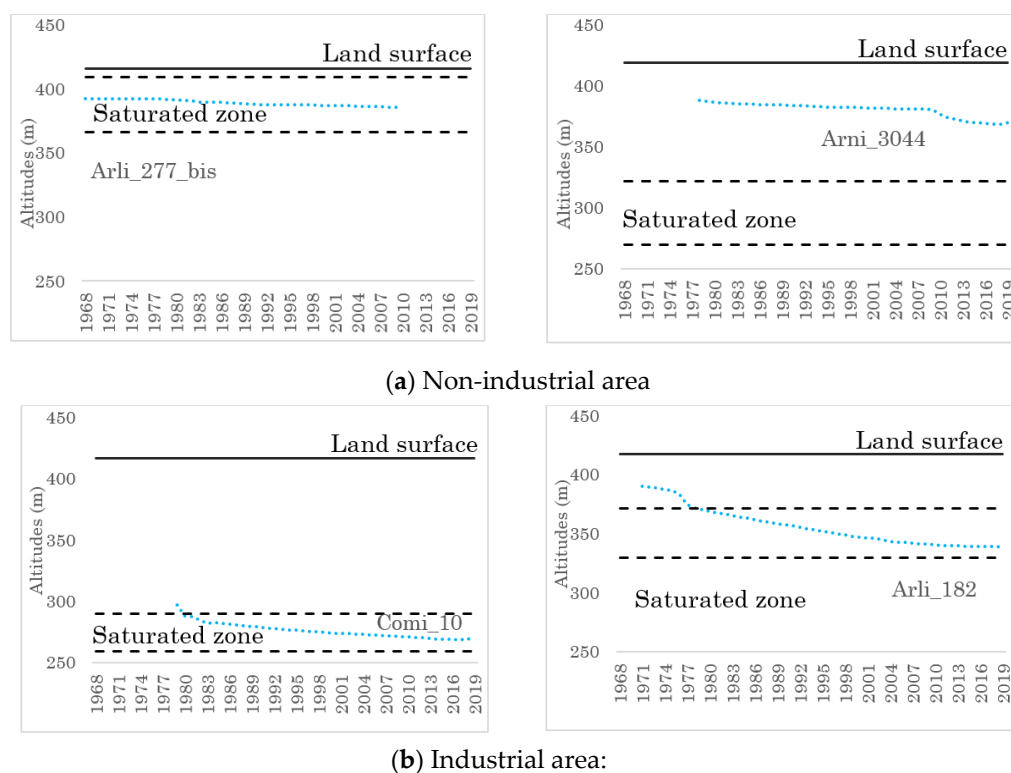 450
Land surface
400
Saturated zone
350
Arli_277_bis
300
250
Altitudes (m)
1968 1971 1974 1977 1980 1983 1986 1989 1992 1995 1998 2001 2004 2007 2010 2013 2016 2019
450
Land surface
400
350
Arni_3044
300
Saturated zone
250
Altitudes (m)
1968 1971 1974 1977 1980 1983 1986 1989 1992 1995 1998 2001 2004 2007 2010 2013 2016 2019
(a) Non-industrial area
450
Land surface
400
350
300
Comi_10
Saturated zone
250
Altitudes (m)
1968 1971 1974 1977 1980 1983 1986 1989 1992 1995 1998 2001 2004 2007 2010 2013 2016 2019
450
Land surface
400
350
Arli_182
300
Saturated zone
250
Altitudes (m)
1968 1971 1974 1977 1980 1983 1986 1989 1992 1995 1998 2001 2004 2007 2010 2013 2016 2019
(b) Industrial area: